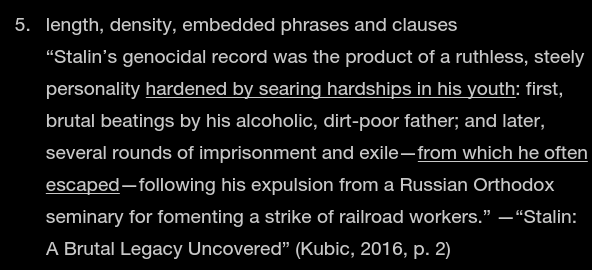 5. length, density, embedded phrases and clauses
“Stalin’s genocidal record was the product of a ruthless, steely
personality hardened by searing hardships in his youth: first,
brutal beatings by his alcoholic, dirt-poor father; and later,
several rounds of imprisonment and exile—from which he often
escaped—following his expulsion from a Russian Orthodox
seminary for fomenting a strike of railroad workers.” —“Stalin:
A Brutal Legacy Uncovered” (Kubic, 2016, p. 2)